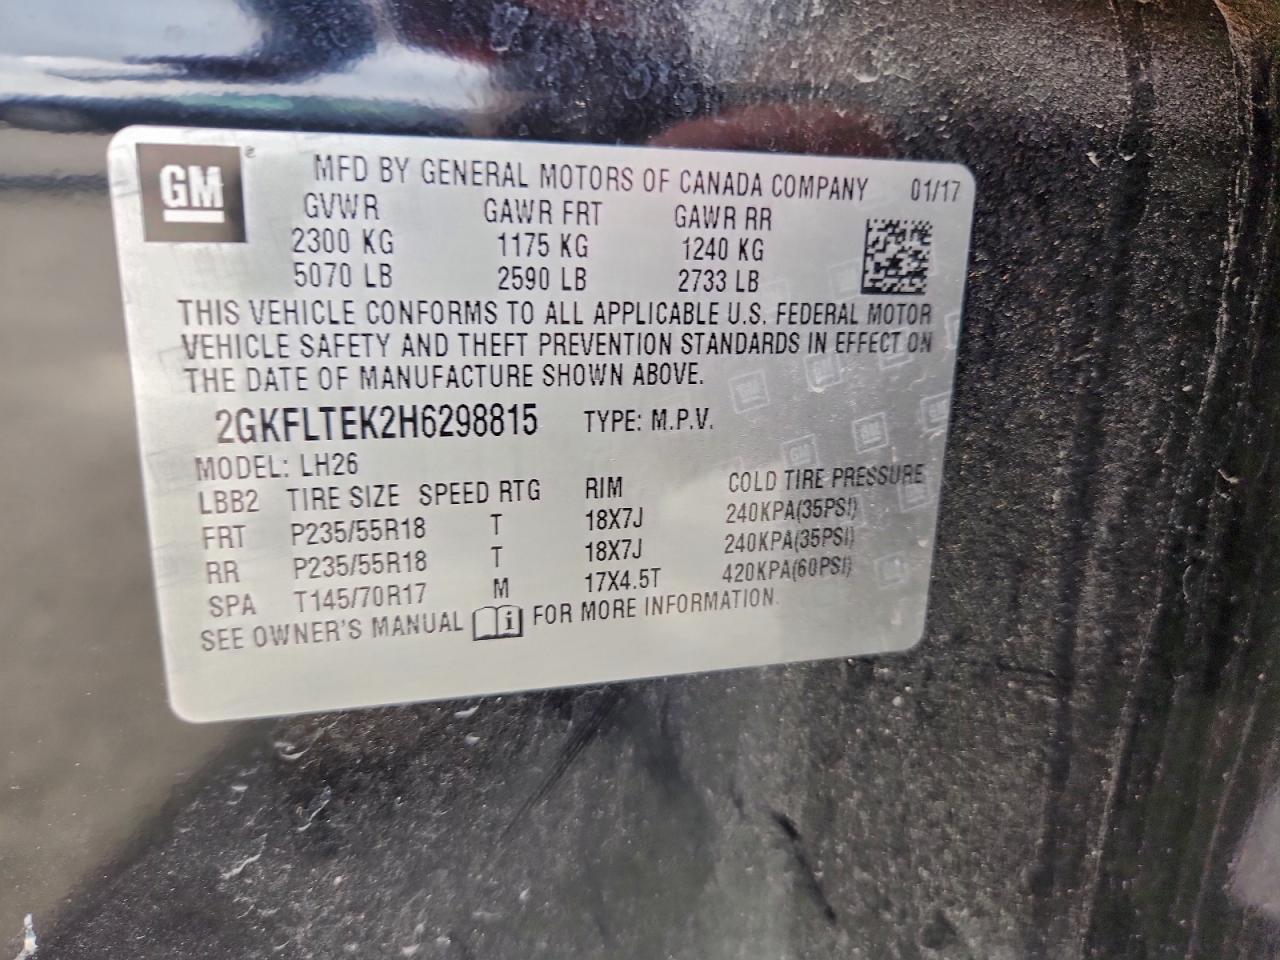 GM
MFD BY GENERAL MOTORS OF CANADA COMPANY 01/17
GVWR GAWR FRT GAWR RR
2300 KG 1175 KG 1240 KG
5070 LB 2590 LB 2733 LB
THIS VEHICLE CONFORMS TO ALL APPLICABLE U.S. FEDERAL MOTOR
VEHICLE SAFETY AND THEFT PREVENTION STANDARDS IN EFFECT ON
THE DATE OF MANUFACTURE SHOWN ABOVE.
2GKFLTEK2H6298815 TYPE: M.P.V.
MODEL: LH26
LBB2 TIRE SIZE SPEED RTG RIM COLD TIRE PRESSURE
FRT P235/55R18 T 18X7J 240KPA(35PSI)
RR P235/55R18 T 18X7J 240KPA(35PSI)
SPA T145/70R17 M 17X4.5T 420KPA(60PSI)
SEE OWNER'S MANUAL i FOR MORE INFORMATION.